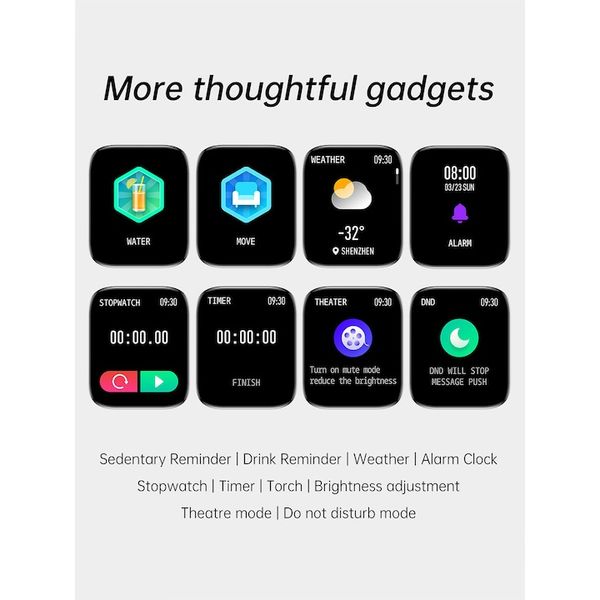 More thoughtful gadgets
WATER
MOVE
WEATHER 09:30
-32°
SHENZHEN
08:00
03/23 SUN
ALARM
STOPWATCH 09:30
00:00.00
TIMER 09:30
00:00:00
FINISH
THEATER 09:30
Turn on mute mode
reduce the brightness
DND 09:30
DND WILL STOP
MESSAGE PUSH
Sedentary Reminder | Drink Reminder | Weather | Alarm Clock
Stopwatch | Timer | Torch | Brightness adjustment
Theatre mode | Do not disturb mode